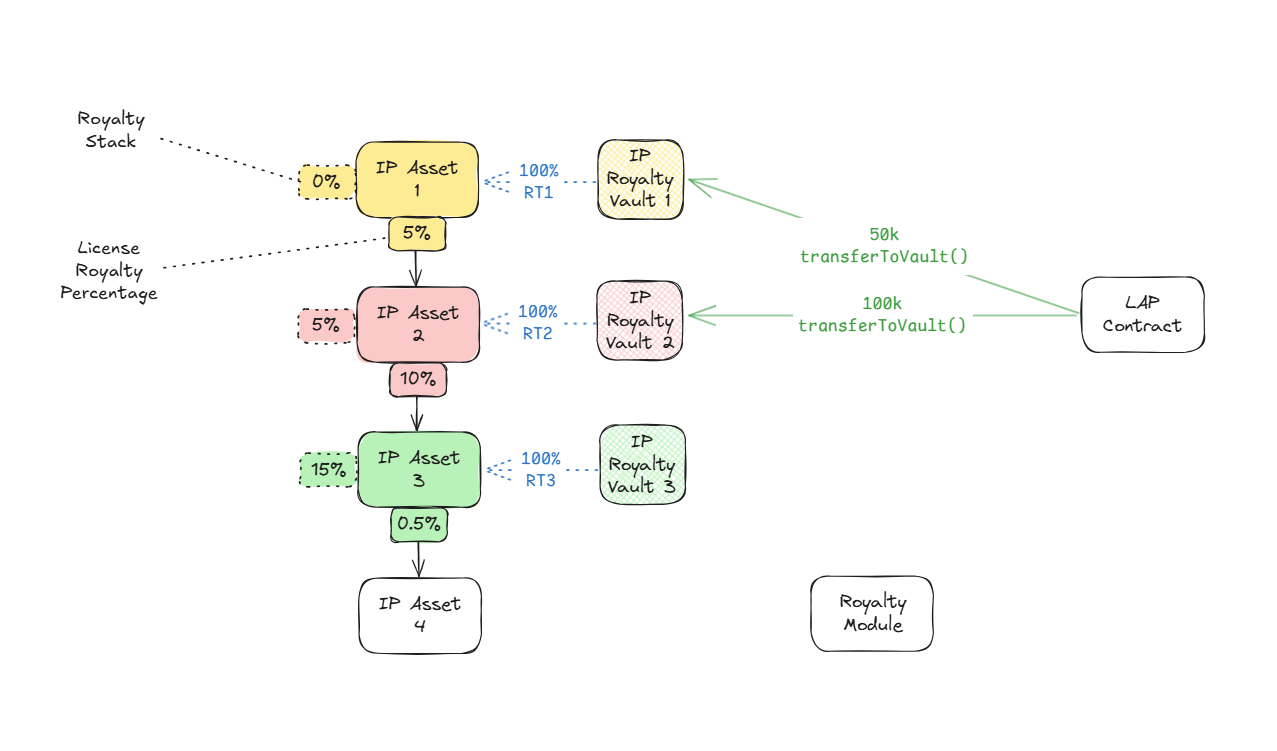 Royalty
Stack
0%
IP Asset
1
5%
100%
RT1
IP
Royalty
Vault 1
50k
transferToVault()
License
Royalty
Percentage
5%
IP Asset
2
10%
100%
RT2
IP
Royalty
Vault 2
100k
transferToVault()
LAP
Contract
15%
IP Asset
3
0.5%
100%
RT3
IP
Royalty
Vault 3
IP Asset
4
Royalty
Module